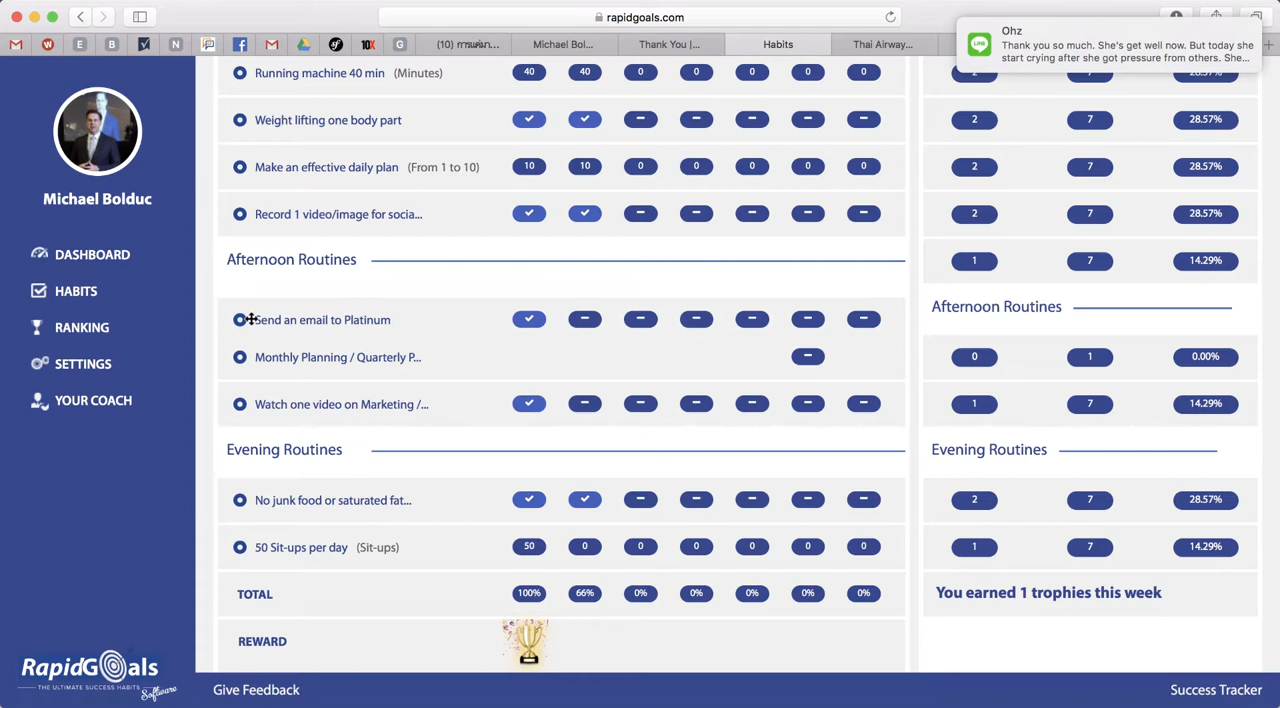 rapidgoals.com
Ohz
Thank you so much. She's get well now. But today she
start crying after she got pressure from others. She...
Michael Bol...
Thank You |...
Habits
Thai Airway...
Michael Bolduc
DASHBOARD
HABITS
RANKING
SETTINGS
YOUR COACH
RapidGoals
THE ULTIMATE SUCCESS HABITS
Software
Running machine 40 min (Minutes) 40 40 0 0 0 0 0 2 7 28.57%
Weight lifting one body part 2 7 28.57%
Make an effective daily plan (From 1 to 10) 10 10 0 0 0 0 0 2 7 28.57%
Record 1 video/image for socia... 2 7 28.57%
1 7 14.29%
Afternoon Routines
Afternoon Routines
Send an email to Platinum
Monthly Planning / Quarterly P... 0 1 0.00%
Watch one video on Marketing /... 1 7 14.29%
Evening Routines
Evening Routines
No junk food or saturated fat... 2 7 28.57%
50 Sit-ups per day (Sit-ups) 50 0 0 0 0 0 0 1 7 14.29%
TOTAL 100% 66% 0% 0% 0% 0% 0%
You earned 1 trophies this week
REWARD
Give Feedback
Success Tracker